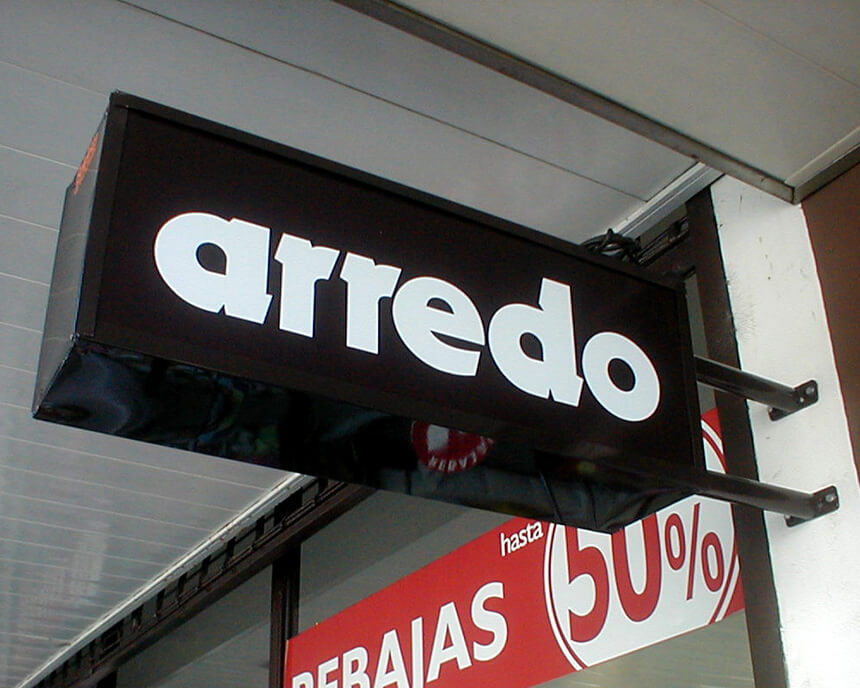 arredo
hasta
50%
REBAJAS